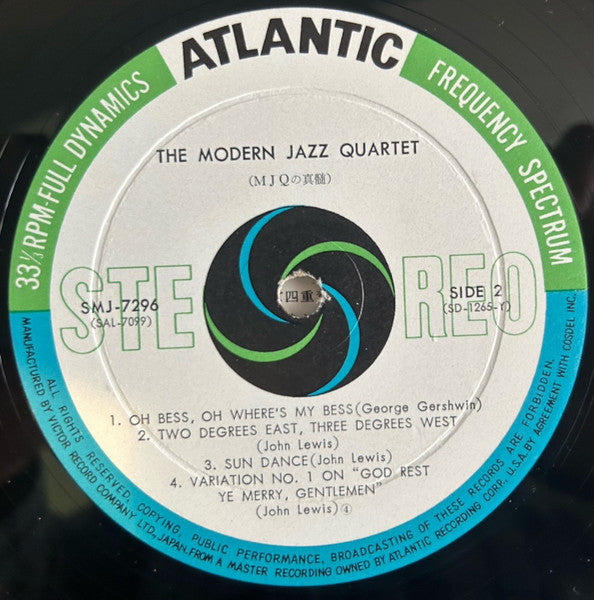 ATLANTIC
33⅓ RPM-FULL DYNAMICS
FREQUENCY SPECTRUM
THE MODERN JAZZ QUARTET
(MJQの真髄)
STEREO
SMJ-7296
(SAL-7099)
四重
SIDE 2
(SD-1265-Y)
1. OH BESS, OH WHERE'S MY BESS (George Gershwin)
2. TWO DEGREES EAST, THREE DEGREES WEST
(John Lewis)
3. SUN DANCE (John Lewis)
4. VARIATION NO. 1 ON "GOD REST
YE MERRY, GENTLEMEN"
(John Lewis) ④
ALL RIGHTS RESERVED, COPYING, PUBLIC PERFORMANCE, BROADCASTING OF THESE RECORDS ARE FORBIDDEN.
MANUFACTURED BY VICTOR RECORD COMPANY LTD., JAPAN, FROM A MASTER RECORDING OWNED BY ATLANTIC RECORDING CORP., U.S.A. BY AGREEMENT WITH COSDEL INC.